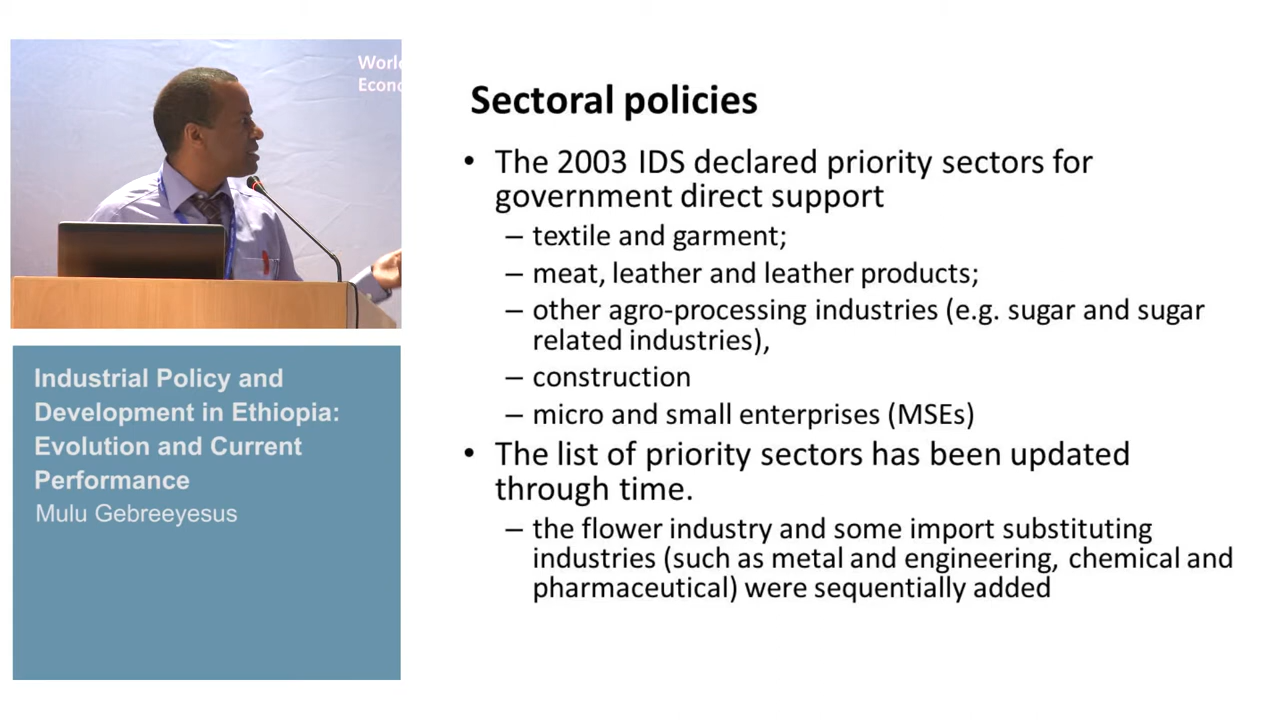 Sectoral policies
• The 2003 IDS declared priority sectors for
government direct support
– textile and garment;
– meat, leather and leather products;
– other agro-processing industries (e.g. sugar and sugar
related industries),
– construction
– micro and small enterprises (MSEs)
• The list of priority sectors has been updated
through time.
– the flower industry and some import substituting
industries (such as metal and engineering, chemical and
pharmaceutical) were sequentially added
Industrial Policy and
Development in Ethiopia:
Evolution and Current
Performance
Mulu Gebreeyesus